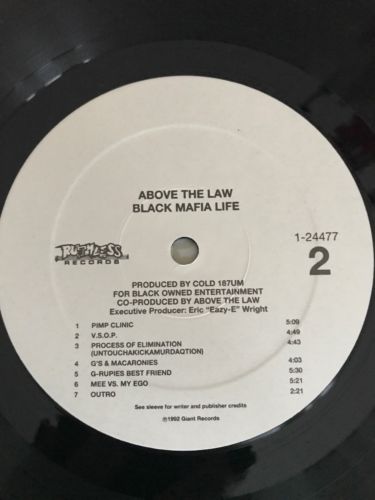 ABOVE THE LAW
BLACK MAFIA LIFE
RUTHLESS
RECORDS
1-24477
2
PRODUCED BY COLD 187UM
FOR BLACK OWNED ENTERTAINMENT
CO-PRODUCED BY ABOVE THE LAW
Executive Producer: Eric "Eazy-E" Wright
1 PIMP CLINIC 5:09
2 V.S.O.P. 4:49
3 PROCESS OF ELIMINATION 4:43
(UNTOUCHAKICKAMURDAQTION)
4 G'S & MACARONIES 4:03
5 G-RUPIES BEST FRIEND 5:30
6 MEE VS. MY EGO 5:21
7 OUTRO 2:21
See sleeve for writer and publisher credits
℗1992 Giant Records